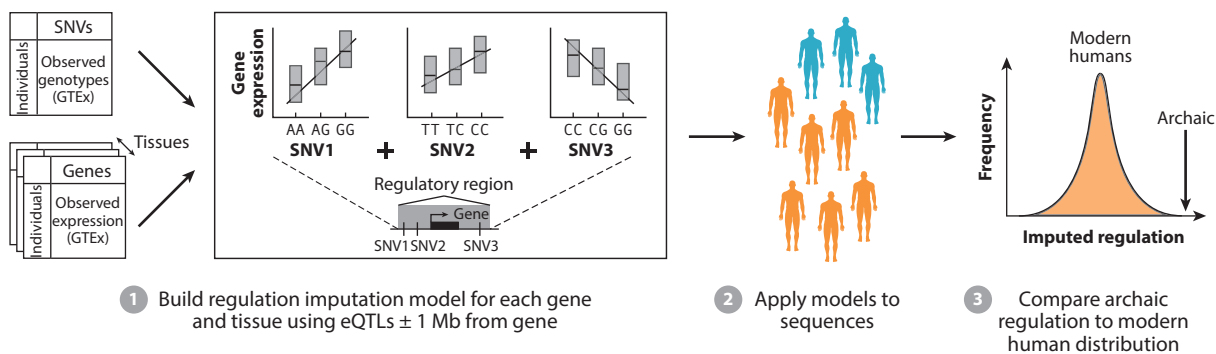 SNVs
Individuals
Observed
genotypes
(GTEx)
Tissues
Genes
Individuals
Observed
expression
(GTEx)
Gene
expression
AA AG GG
SNV1
+
TT TC CC
SNV2
+
CC CG GG
SNV3
Regulatory region
Gene
SNV1 SNV2 SNV3
Modern
humans
Archaic
Frequency
Imputed regulation
1 Build regulation imputation model for each gene
and tissue using eQTLs ± 1 Mb from gene
2 Apply models to
sequences
3 Compare archaic
regulation to modern
human distribution